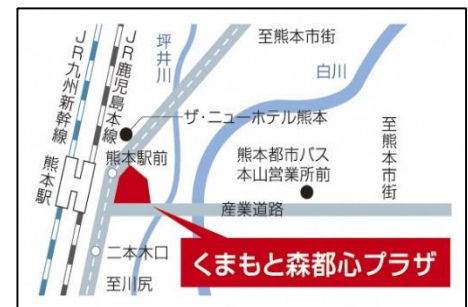 至熊本市街
坪井川
JR鹿児島本線
JR九州新幹線
白川
ザ・ニューホテル熊本
熊本駅前
熊本駅
熊本都市バス
本山営業所前
至熊本市街
産業道路
二本木口
至川尻
くまもと森都心プラザ